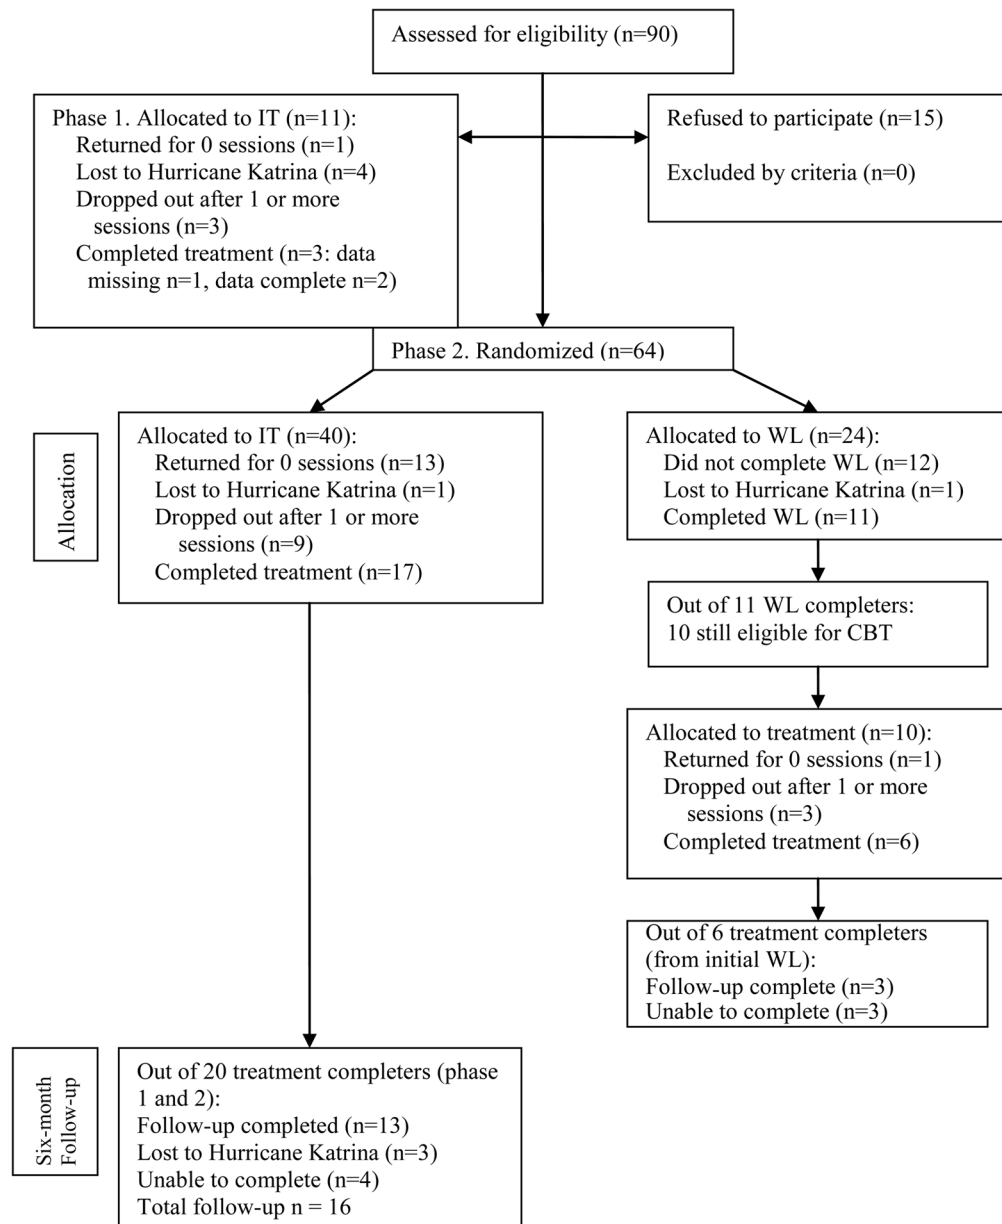 Assessed for eligibility (n=90)
Phase 1. Allocated to IT (n=11):
Returned for 0 sessions (n=1)
Lost to Hurricane Katrina (n=4)
Dropped out after 1 or more
sessions (n=3)
Completed treatment (n=3: data
missing n=1, data complete n=2)
Refused to participate (n=15)
Excluded by criteria (n=0)
Phase 2. Randomized (n=64)
Allocation
Allocated to IT (n=40):
Returned for 0 sessions (n=13)
Lost to Hurricane Katrina (n=1)
Dropped out after 1 or more
sessions (n=9)
Completed treatment (n=17)
Allocated to WL (n=24):
Did not complete WL (n=12)
Lost to Hurricane Katrina (n=1)
Completed WL (n=11)
Out of 11 WL completers:
10 still eligible for CBT
Allocated to treatment (n=10):
Returned for 0 sessions (n=1)
Dropped out after 1 or more
sessions (n=3)
Completed treatment (n=6)
Out of 6 treatment completers
(from initial WL):
Follow-up complete (n=3)
Unable to complete (n=3)
Six-month
Follow-up
Out of 20 treatment completers (phase
1 and 2):
Follow-up completed (n=13)
Lost to Hurricane Katrina (n=3)
Unable to complete (n=4)
Total follow-up n = 16